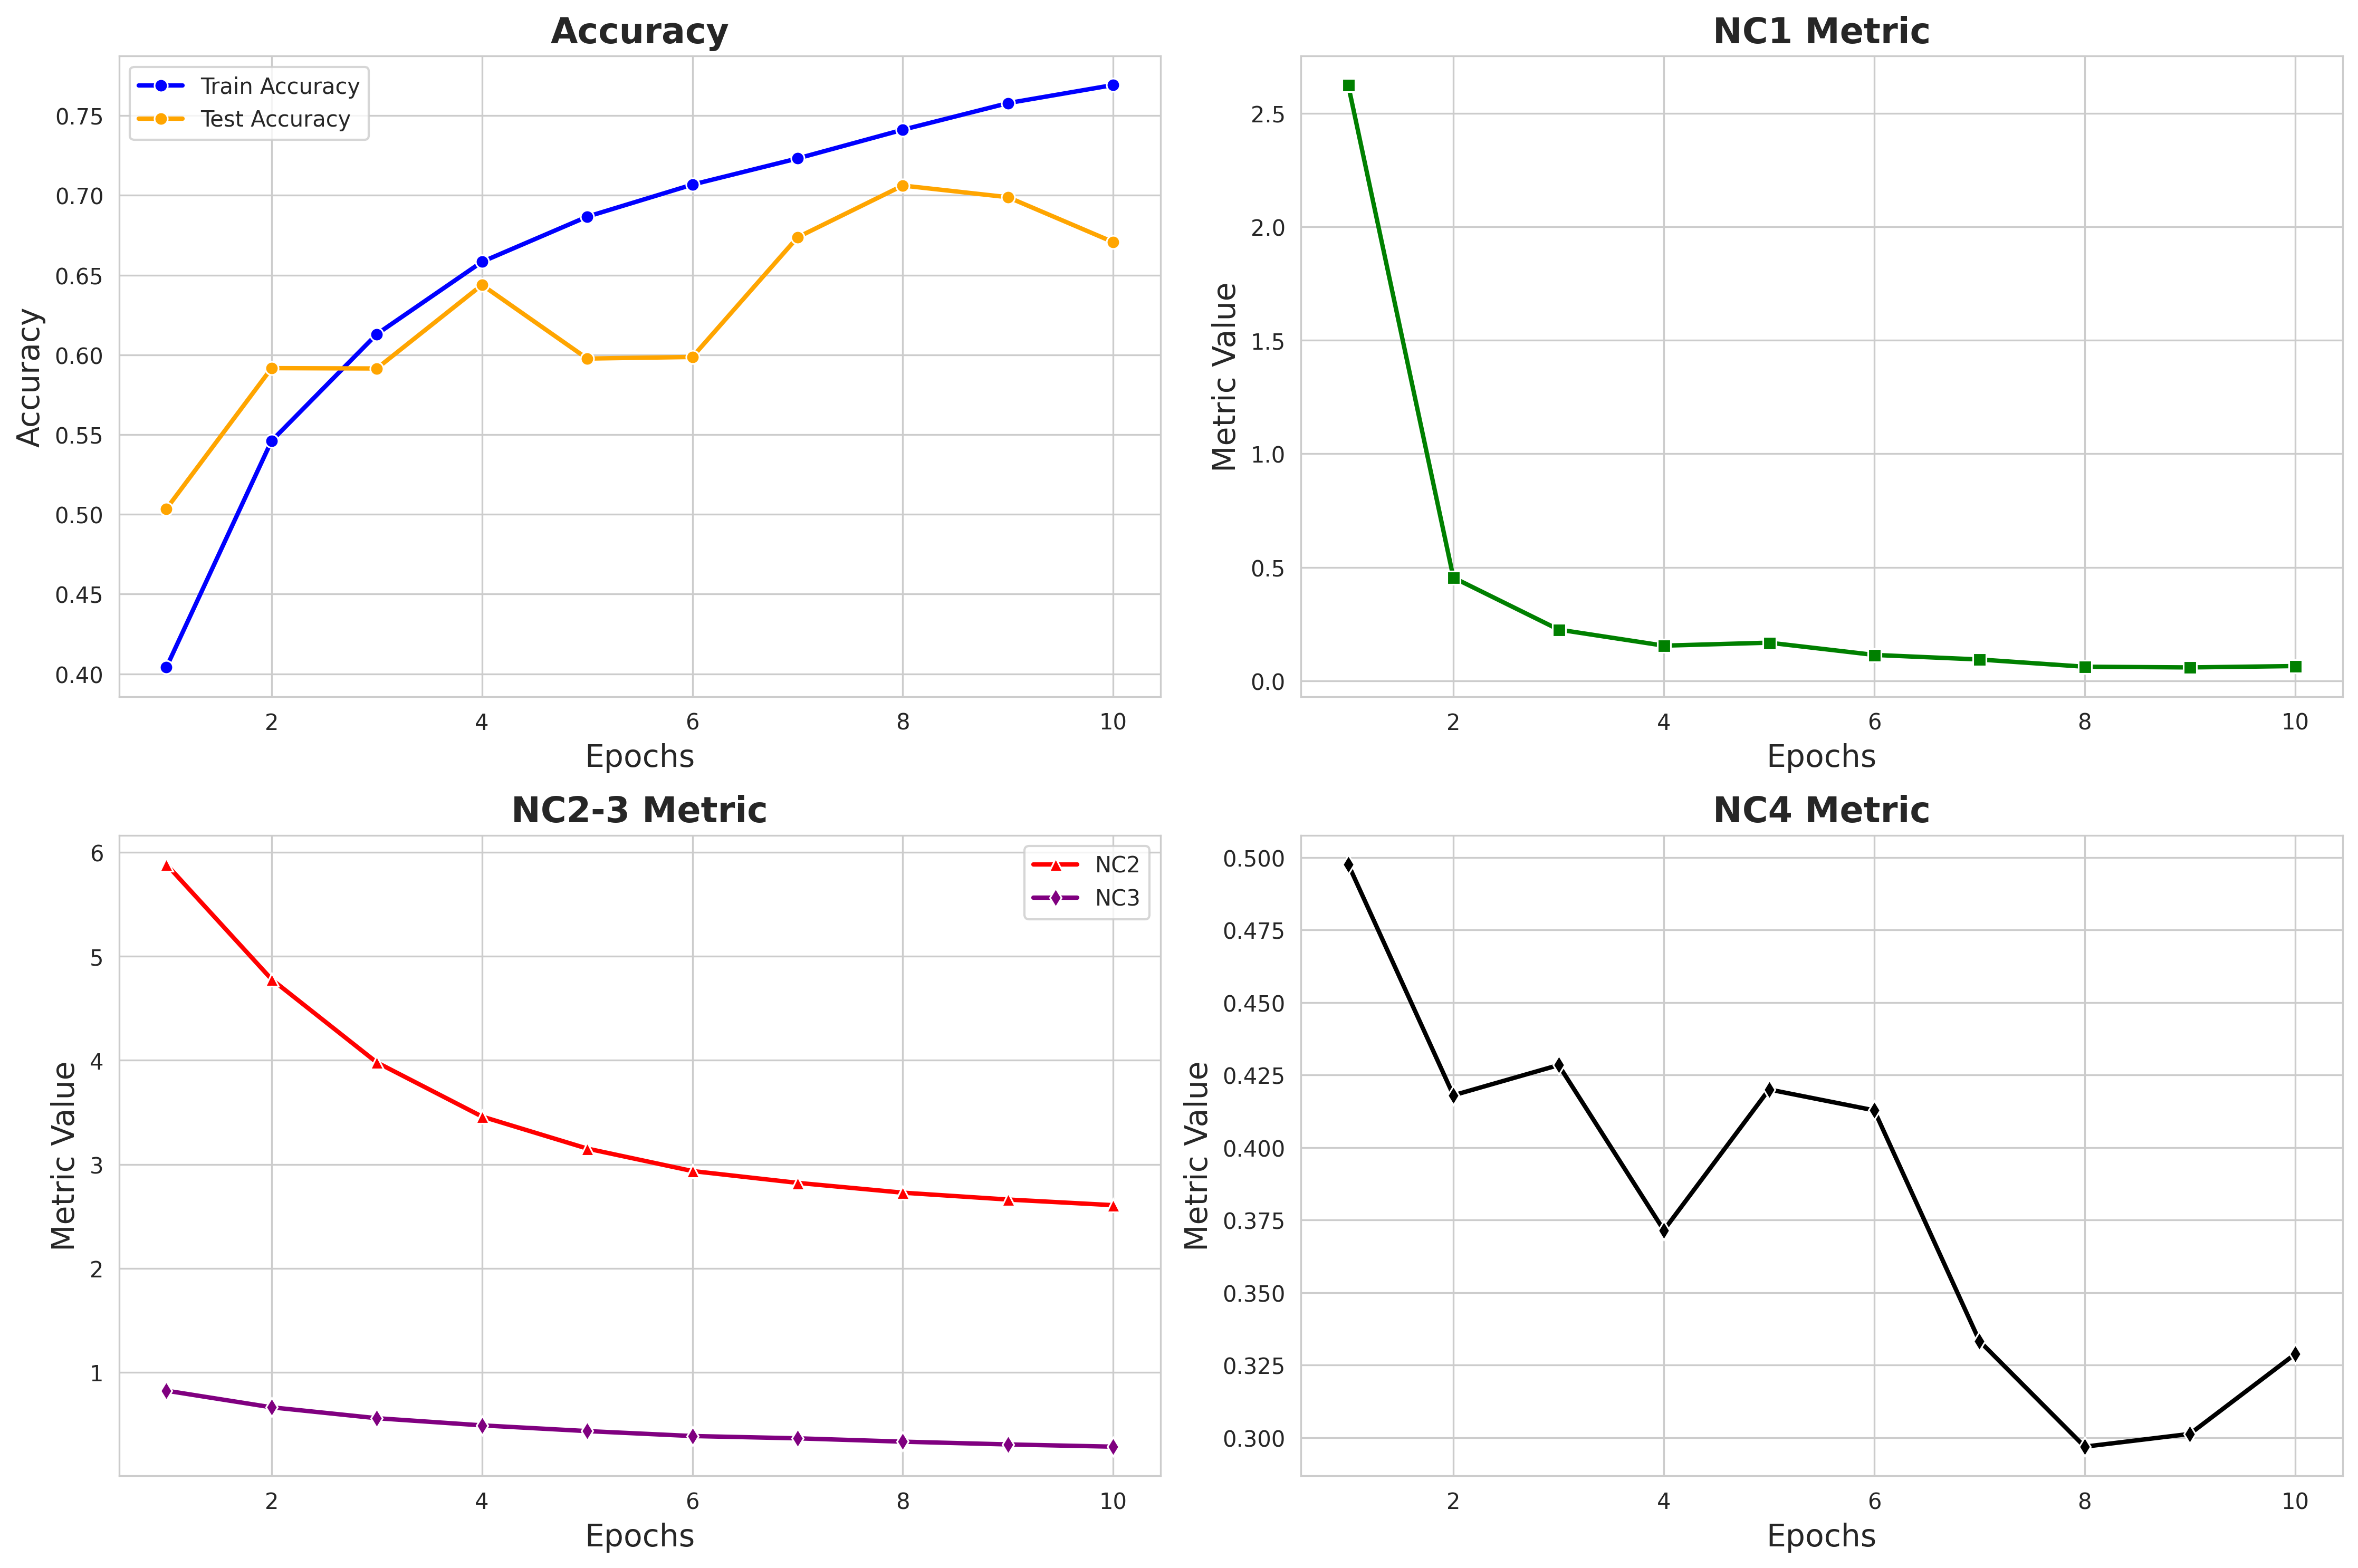 Accuracy
Train Accuracy
Test Accuracy
0.75
0.70
0.65
0.60
0.55
0.50
0.45
0.40
Accuracy
2 4 6 8 10
Epochs
NC1 Metric
2.5
2.0
1.5
1.0
0.5
0.0
Metric Value
2 4 6 8 10
Epochs
NC2-3 Metric
NC2
NC3
6
5
4
3
2
1
Metric Value
2 4 6 8 10
Epochs
NC4 Metric
0.500
0.475
0.450
0.425
0.400
0.375
0.350
0.325
0.300
Metric Value
2 4 6 8 10
Epochs